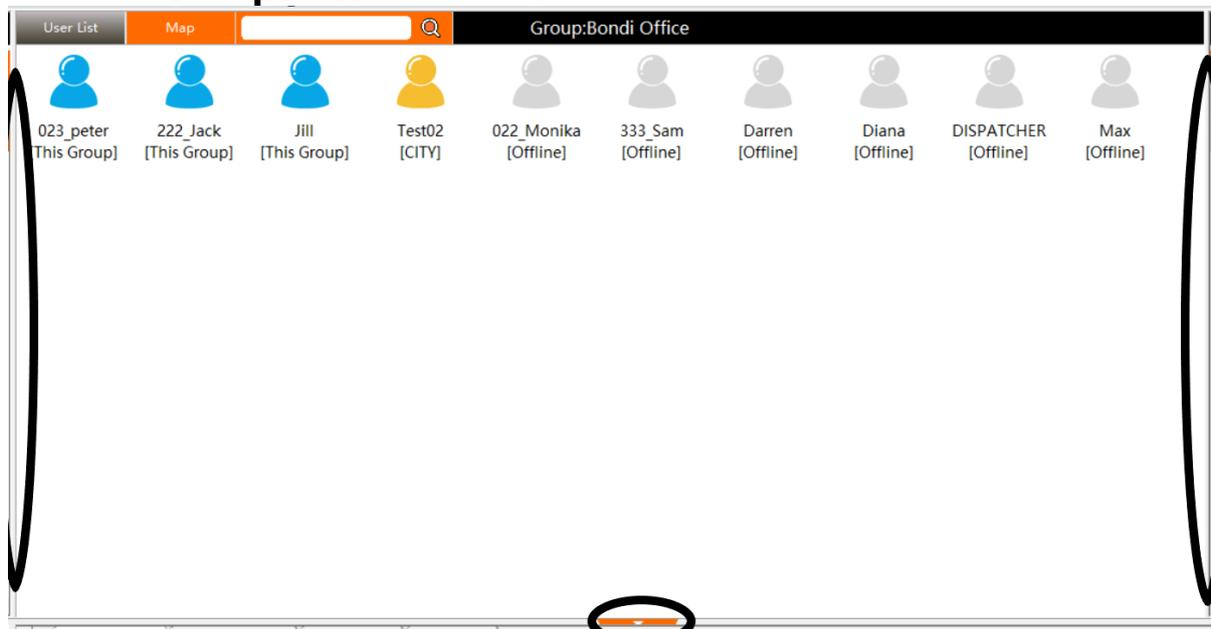 User List Map Group:Bondi Office
023_peter 222_Jack Jill Test02 022_Monika 333_Sam Darren Diana DISPATCHER Max
[This Group] [This Group] [This Group] [CITY] [Offline] [Offline] [Offline] [Offline] [Offline] [Offline]